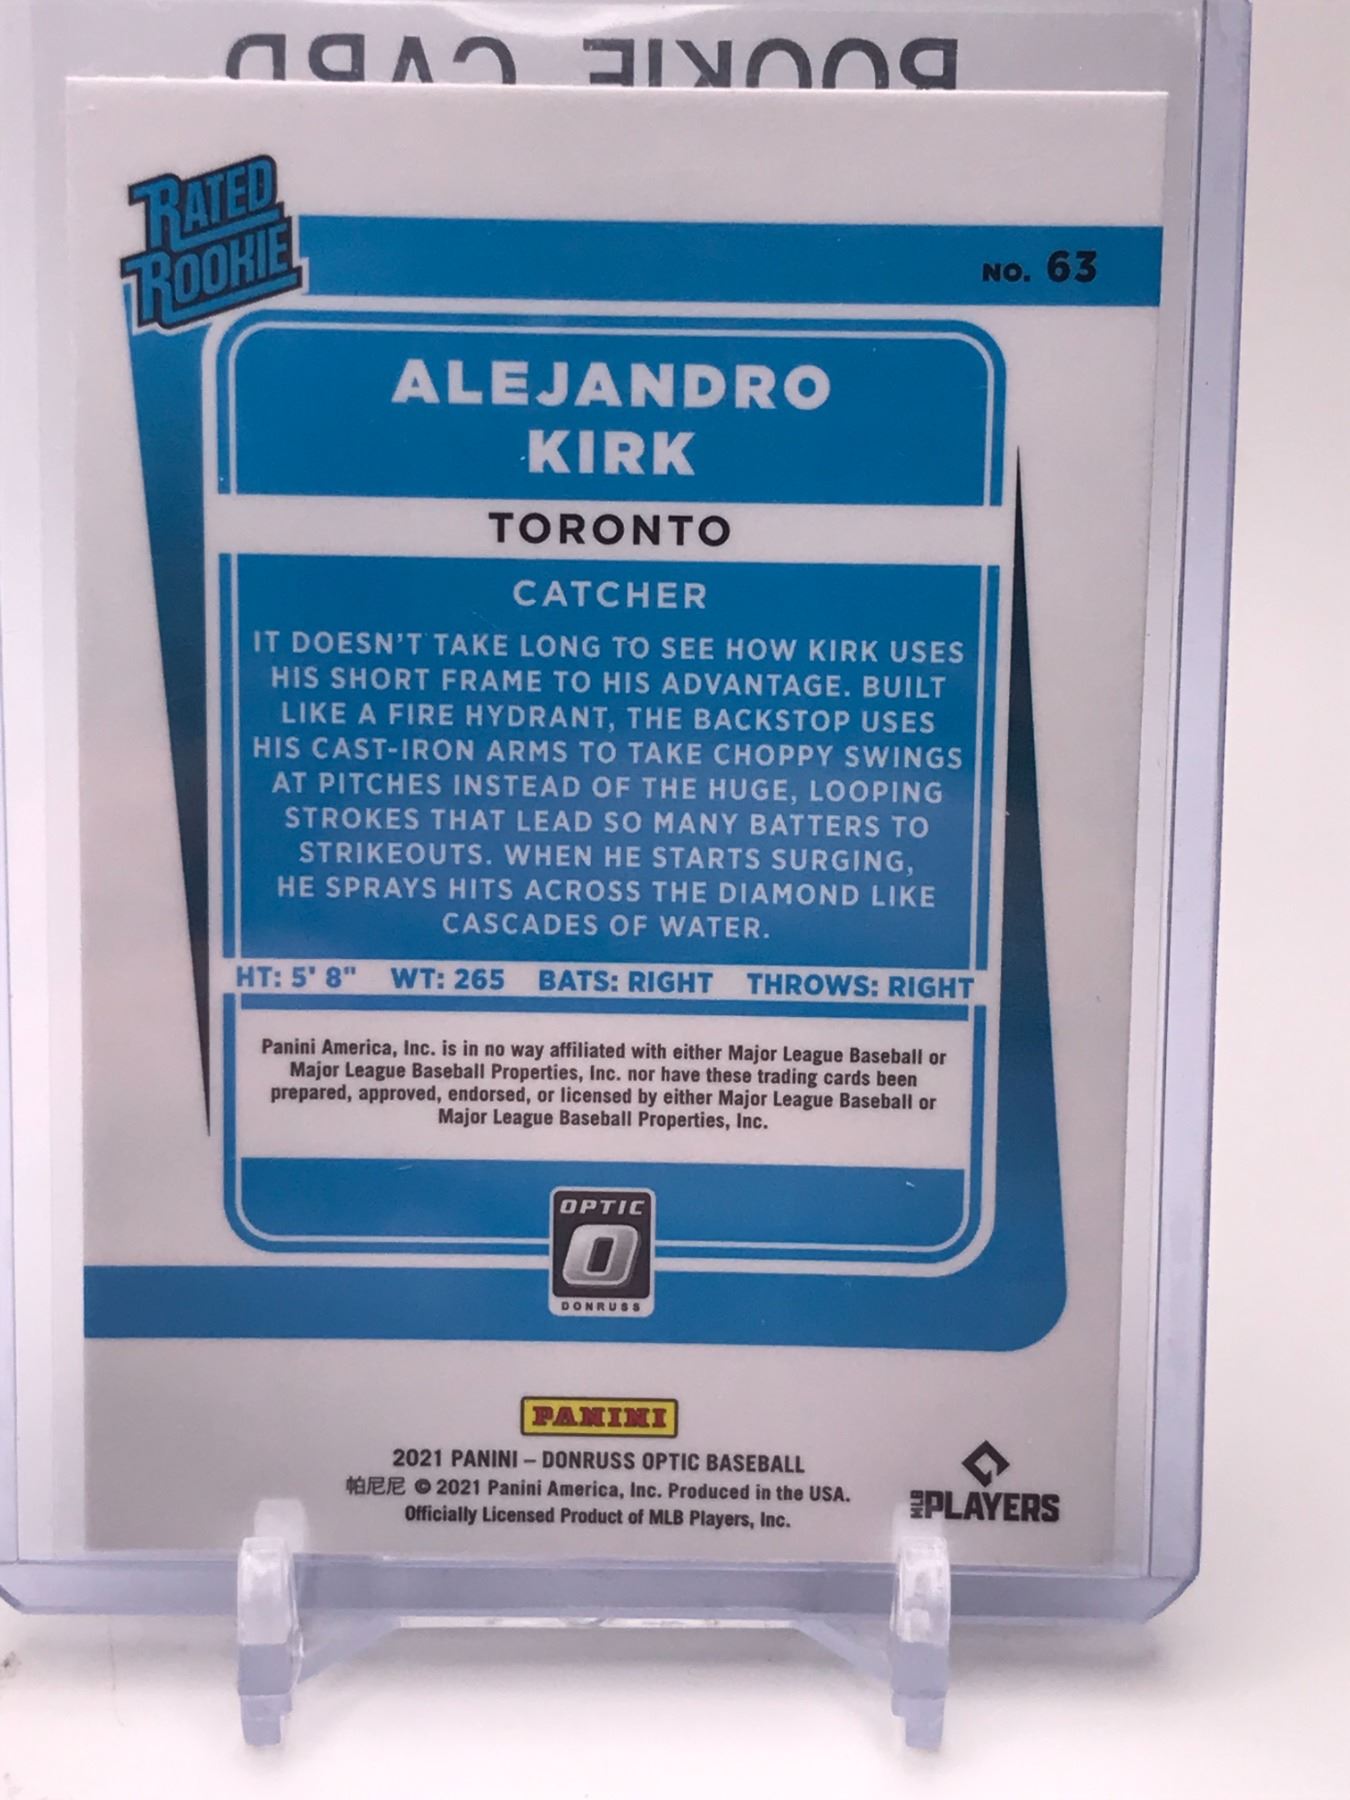 ROOKIE CARD
RATED
ROOKIE
NO. 63
ALEJANDRO
KIRK
TORONTO
CATCHER
IT DOESN'T TAKE LONG TO SEE HOW KIRK USES
HIS SHORT FRAME TO HIS ADVANTAGE. BUILT
LIKE A FIRE HYDRANT, THE BACKSTOP USES
HIS CAST-IRON ARMS TO TAKE CHOPPY SWINGS
AT PITCHES INSTEAD OF THE HUGE, LOOPING
STROKES THAT LEAD SO MANY BATTERS TO
STRIKEOUTS. WHEN HE STARTS SURGING,
HE SPRAYS HITS ACROSS THE DIAMOND LIKE
CASCADES OF WATER.
HT: 5' 8" WT: 265 BATS: RIGHT THROWS: RIGHT
Panini America, Inc. is in no way affiliated with either Major League Baseball or
Major League Baseball Properties, Inc. nor have these trading cards been
prepared, approved, endorsed, or licensed by either Major League Baseball or
Major League Baseball Properties, Inc.
OPTIC
O
DONRUSS
PANINI
2021 PANINI – DONRUSS OPTIC BASEBALL
帕尼尼 © 2021 Panini America, Inc. Produced in the USA.
Officially Licensed Product of MLB Players, Inc.
MLB PLAYERS